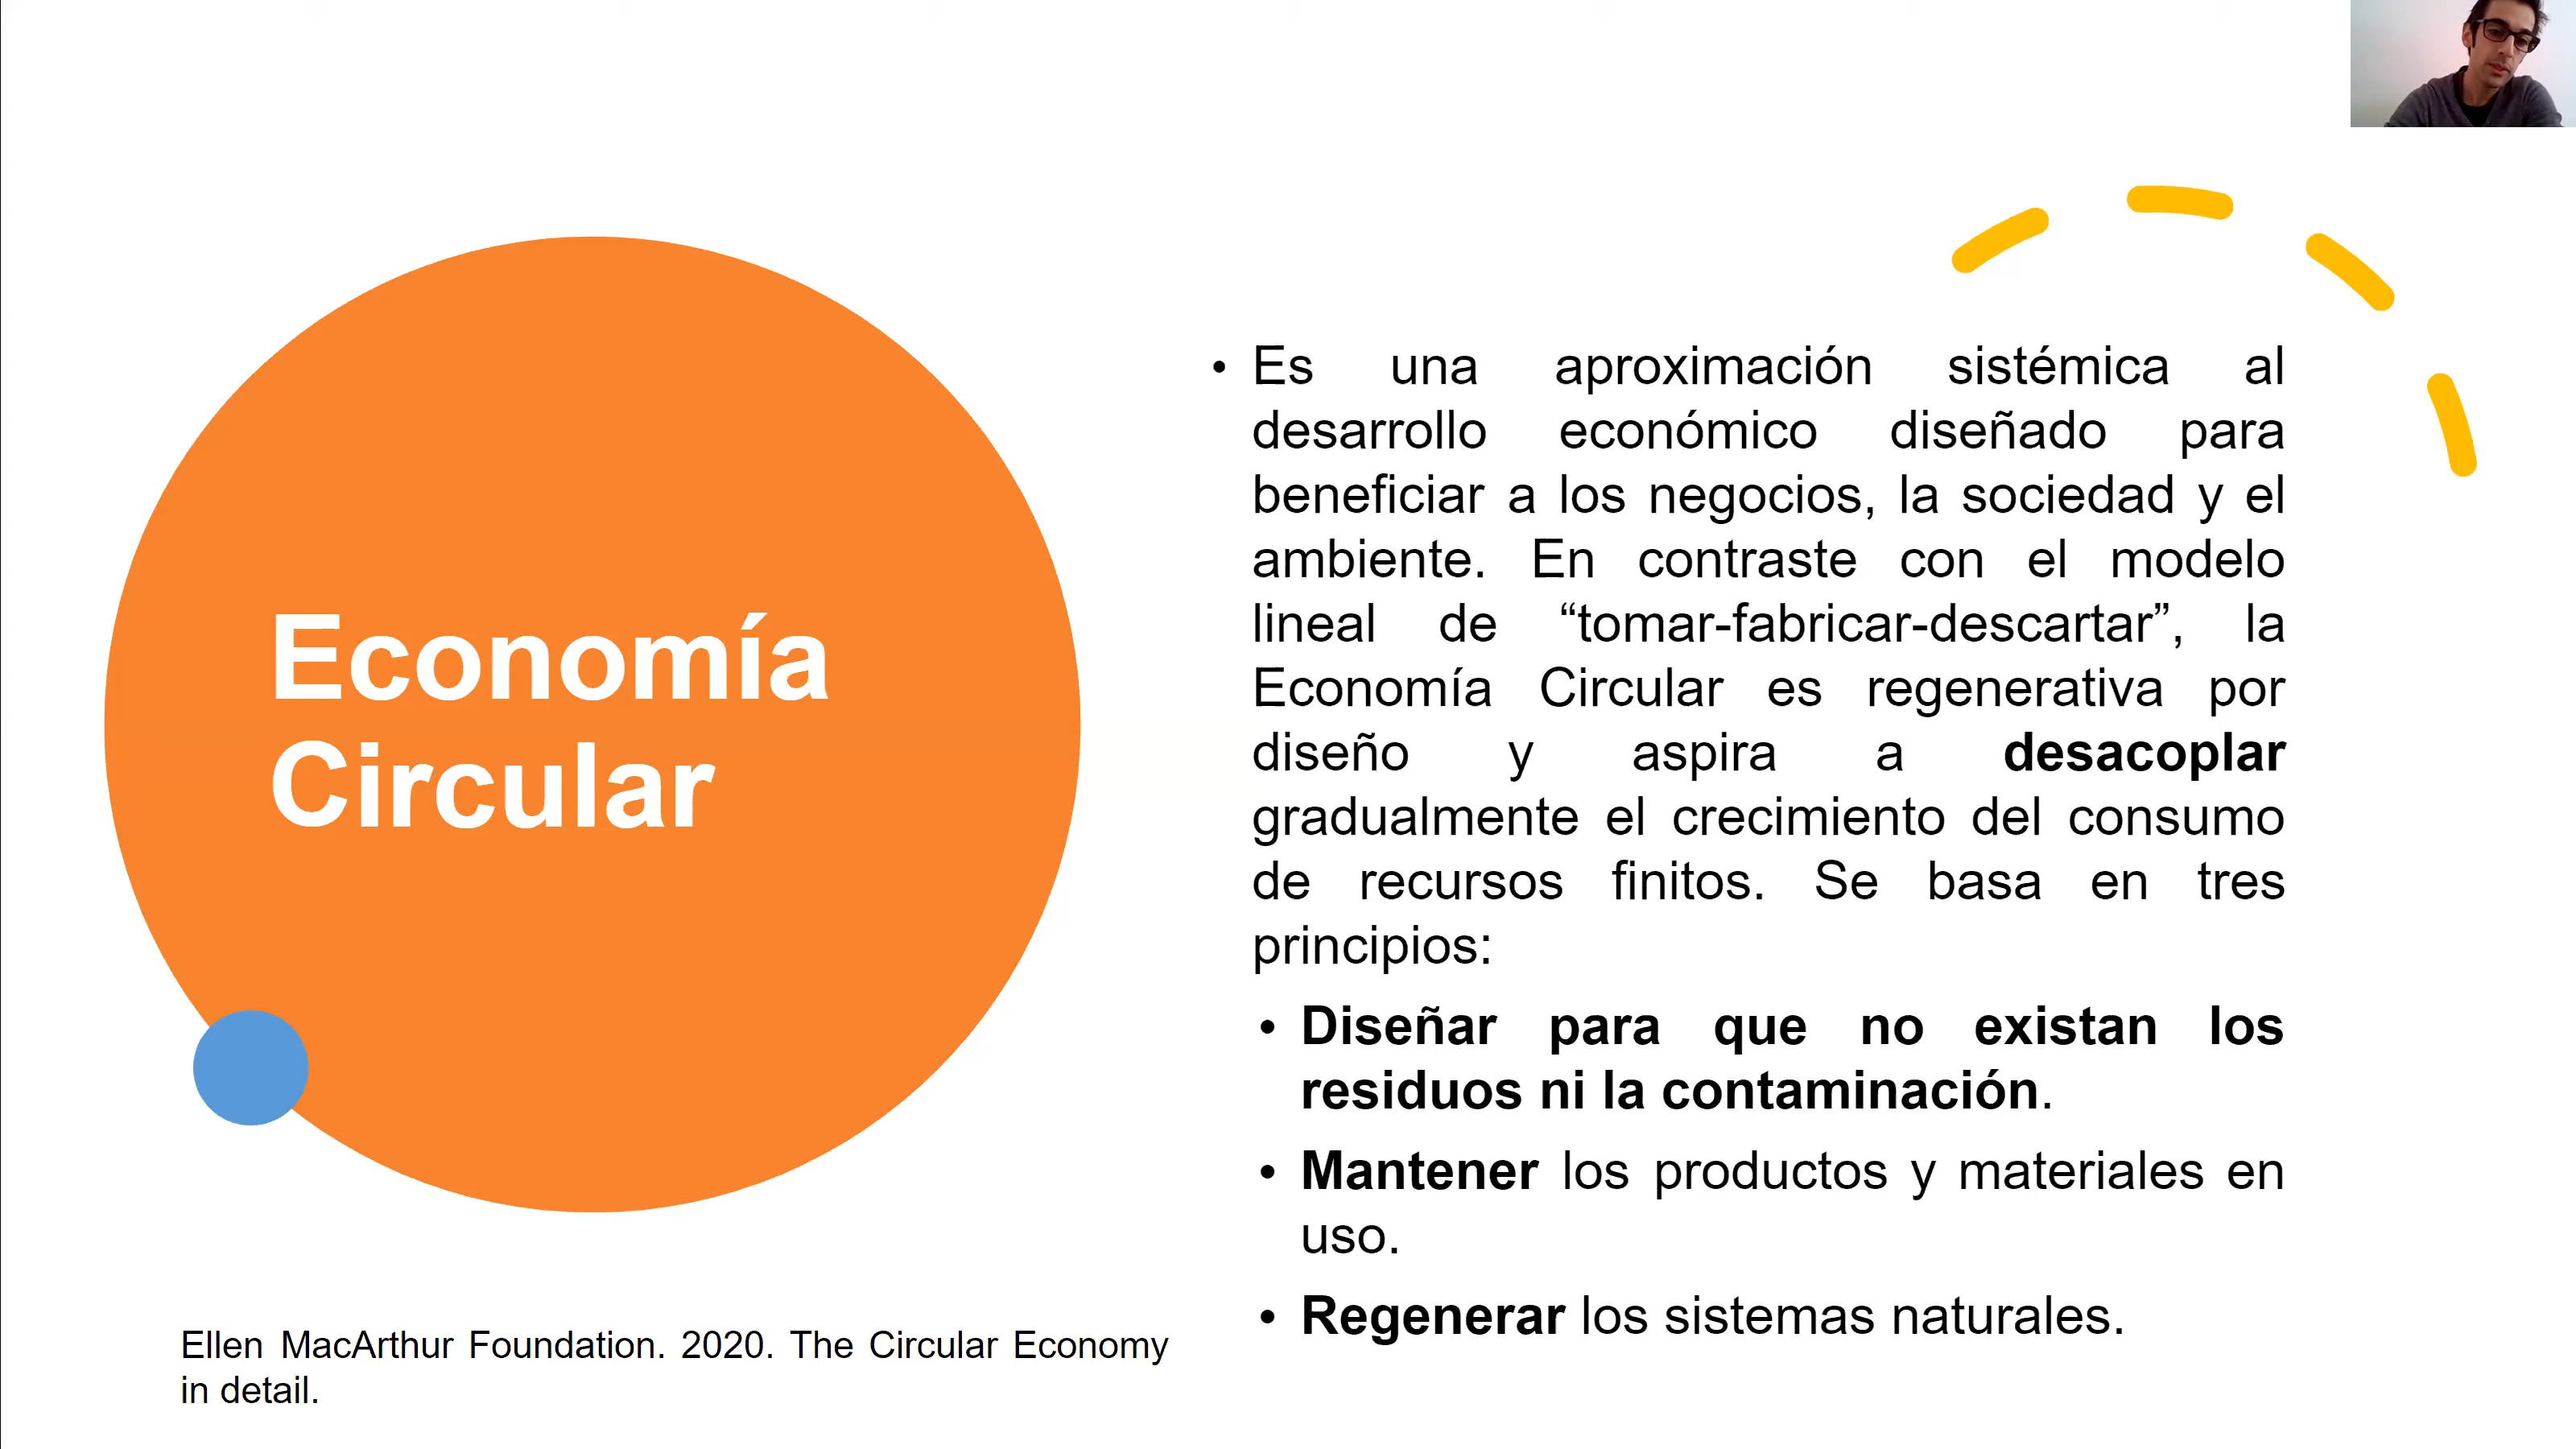 Economía
Circular
Ellen MacArthur Foundation. 2020. The Circular Economy
in detail.
• Es una aproximación sistémica al
desarrollo económico diseñado para
beneficiar a los negocios, la sociedad y el
ambiente. En contraste con el modelo
lineal de “tomar-fabricar-descartar”, la
Economía Circular es regenerativa por
diseño y aspira a desacoplar
gradualmente el crecimiento del consumo
de recursos finitos. Se basa en tres
principios:
• Diseñar para que no existan los
residuos ni la contaminación.
• Mantener los productos y materiales en
uso.
• Regenerar los sistemas naturales.